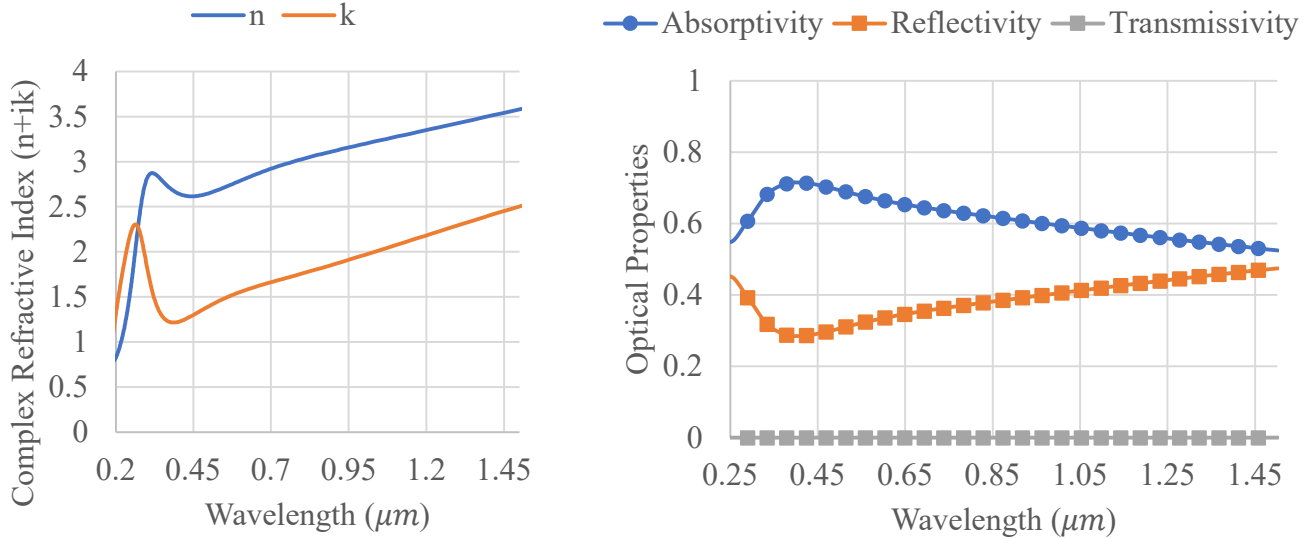 n k
Complex Refractive Index (n+ik)
4
3.5
3
2.5
2
1.5
1
0.5
0
0.2 0.45 0.7 0.95 1.2 1.45
Wavelength (μm)
Absorptivity Reflectivity Transmissivity
Optical Properties
1
0.8
0.6
0.4
0.2
0
0.25 0.45 0.65 0.85 1.05 1.25 1.45
Wavelength (μm)